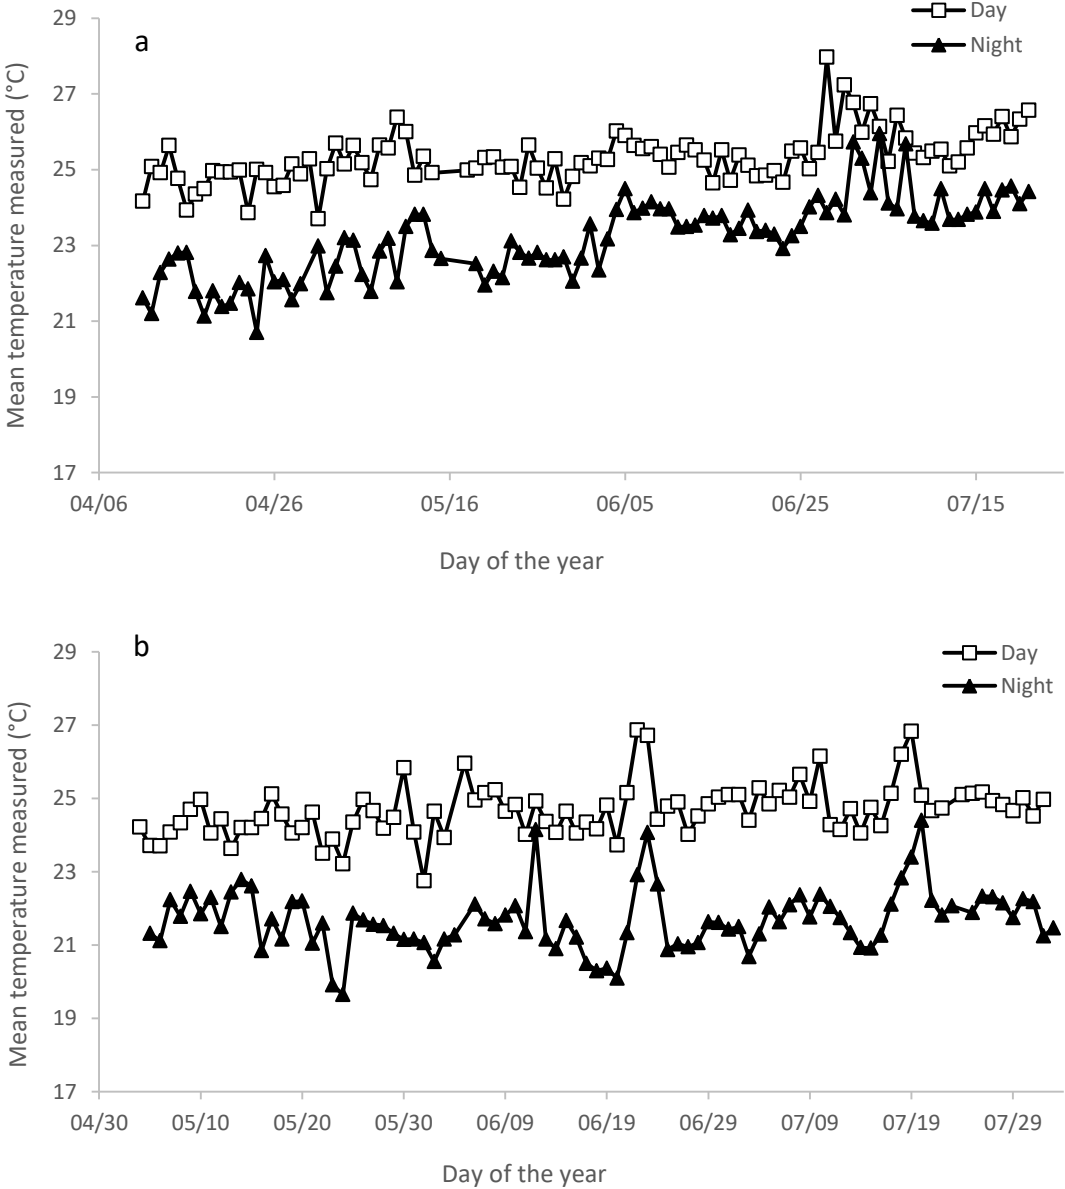 a
Day
Night
Mean temperature measured (°C)
29
27
25
23
21
19
17
04/06 04/26 05/16 06/05 06/25 07/15
Day of the year
b
Day
Night
Mean temperature measured (°C)
29
27
25
23
21
19
17
04/30 05/10 05/20 05/30 06/09 06/19 06/29 07/09 07/19 07/29
Day of the year